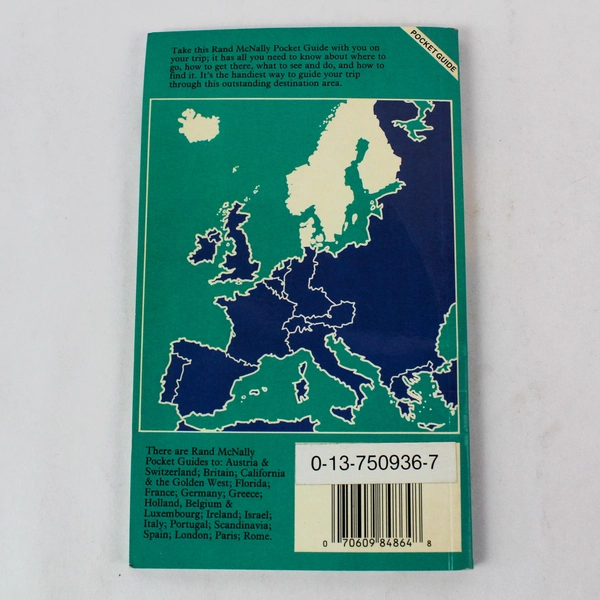 POCKET GUIDE
Take this Rand McNally Pocket Guide with you on
your trip; it has all you need to know about where to
go, how to get there, what to see and do, and how to
find it. It's the handiest way to guide your trip
through this outstanding destination area.
There are Rand McNally
Pocket Guides to: Austria &
Switzerland; Britain; California
& the Golden West; Florida;
France; Germany; Greece;
Holland, Belgium &
Luxembourg; Ireland; Israel;
Italy; Portugal; Scandinavia;
Spain; London; Paris; Rome.
0-13-750936-7
0 70609 84864 8